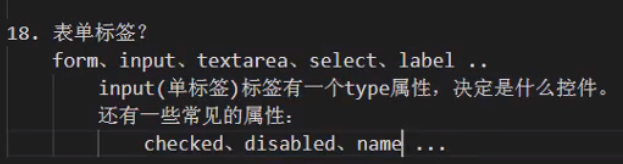 18. 表单标签？
form、input、textarea、select、label ..
input(单标签)标签有一个type属性，决定是什么控件。
还有一些常见的属性：
checked、disabled、name ...